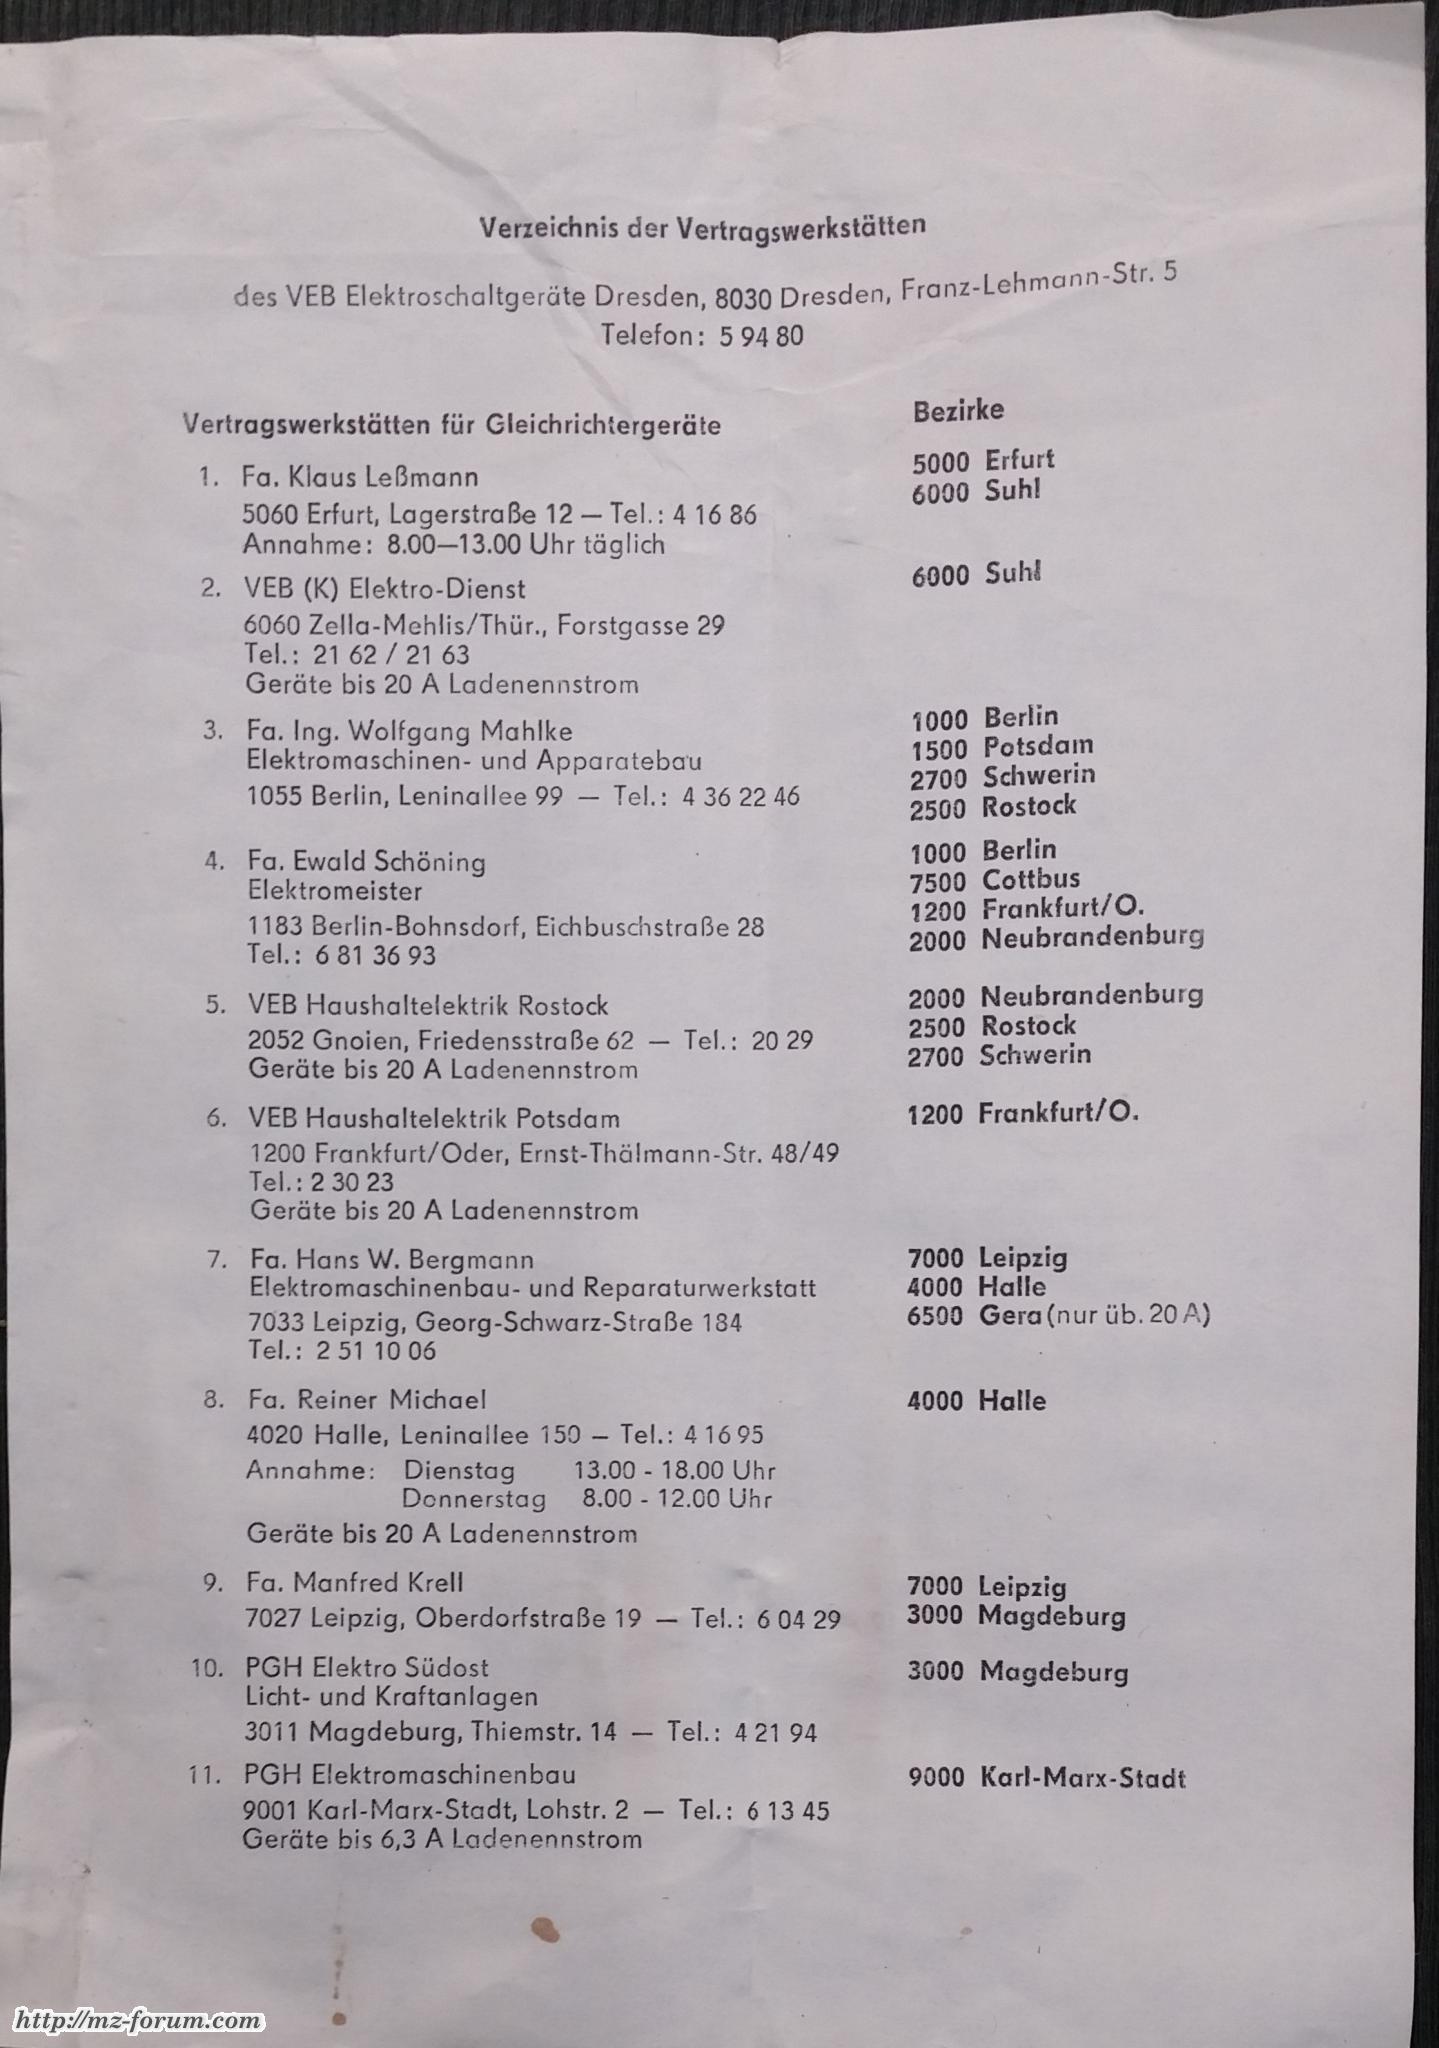 Verzeichnis der Vertragswerkstätten
des VEB Elektroschaltgeräte Dresden, 8030 Dresden, Franz-Lehmann-Str. 5
Telefon: 5 94 80
Vertragswerkstätten für Gleichrichtergeräte
Bezirke
1. Fa. Klaus Leßmann
5000 Erfurt
6000 Suhl
5060 Erfurt, Lagerstraße 12 — Tel.: 4 16 86
Annahme: 8.00—13.00 Uhr täglich
2. VEB (K) Elektro-Dienst
6000 Suhl
6060 Zella-Mehlis/Thür., Forstgasse 29
Tel.: 21 62 / 21 63
Geräte bis 20 A Ladenennstrom
3. Fa. Ing. Wolfgang Mahlke
Elektromaschinen- und Apparatebau
1055 Berlin, Leninallee 99 — Tel.: 4 36 22 46
1000 Berlin
1500 Potsdam
2700 Schwerin
2500 Rostock
4. Fa. Ewald Schöning
Elektromeister
1183 Berlin-Bohnsdorf, Eichbuschstraße 28
Tel.: 6 81 36 93
1000 Berlin
7500 Cottbus
1200 Frankfurt/O.
2000 Neubrandenburg
5. VEB Haushaltelektrik Rostock
2052 Gnoien, Friedensstraße 62 — Tel.: 20 29
Geräte bis 20 A Ladenennstrom
2000 Neubrandenburg
2500 Rostock
2700 Schwerin
6. VEB Haushaltelektrik Potsdam
1200 Frankfurt/O.
1200 Frankfurt/Oder, Ernst-Thälmann-Str. 48/49
Tel.: 2 30 23
Geräte bis 20 A Ladenennstrom
7. Fa. Hans W. Bergmann
Elektromaschinenbau- und Reparaturwerkstatt
7033 Leipzig, Georg-Schwarz-Straße 184
Tel.: 2 51 10 06
7000 Leipzig
4000 Halle
6500 Gera (nur üb. 20 A)
8. Fa. Reiner Michael
4000 Halle
4020 Halle, Leninallee 150 — Tel.: 4 16 95
Annahme: Dienstag 13.00 - 18.00 Uhr
Donnerstag 8.00 - 12.00 Uhr
Geräte bis 20 A Ladenennstrom
9. Fa. Manfred Krell
7027 Leipzig, Oberdorfstraße 19 — Tel.: 6 04 29
7000 Leipzig
3000 Magdeburg
10. PGH Elektro Südost
3000 Magdeburg
Licht- und Kraftanlagen
3011 Magdeburg, Thiemstr. 14 — Tel.: 4 21 94
11. PGH Elektromaschinenbau
9000 Karl-Marx-Stadt
9001 Karl-Marx-Stadt, Lohstr. 2 — Tel.: 6 13 45
Geräte bis 6,3 A Ladenennstrom
http://mz-forum.com